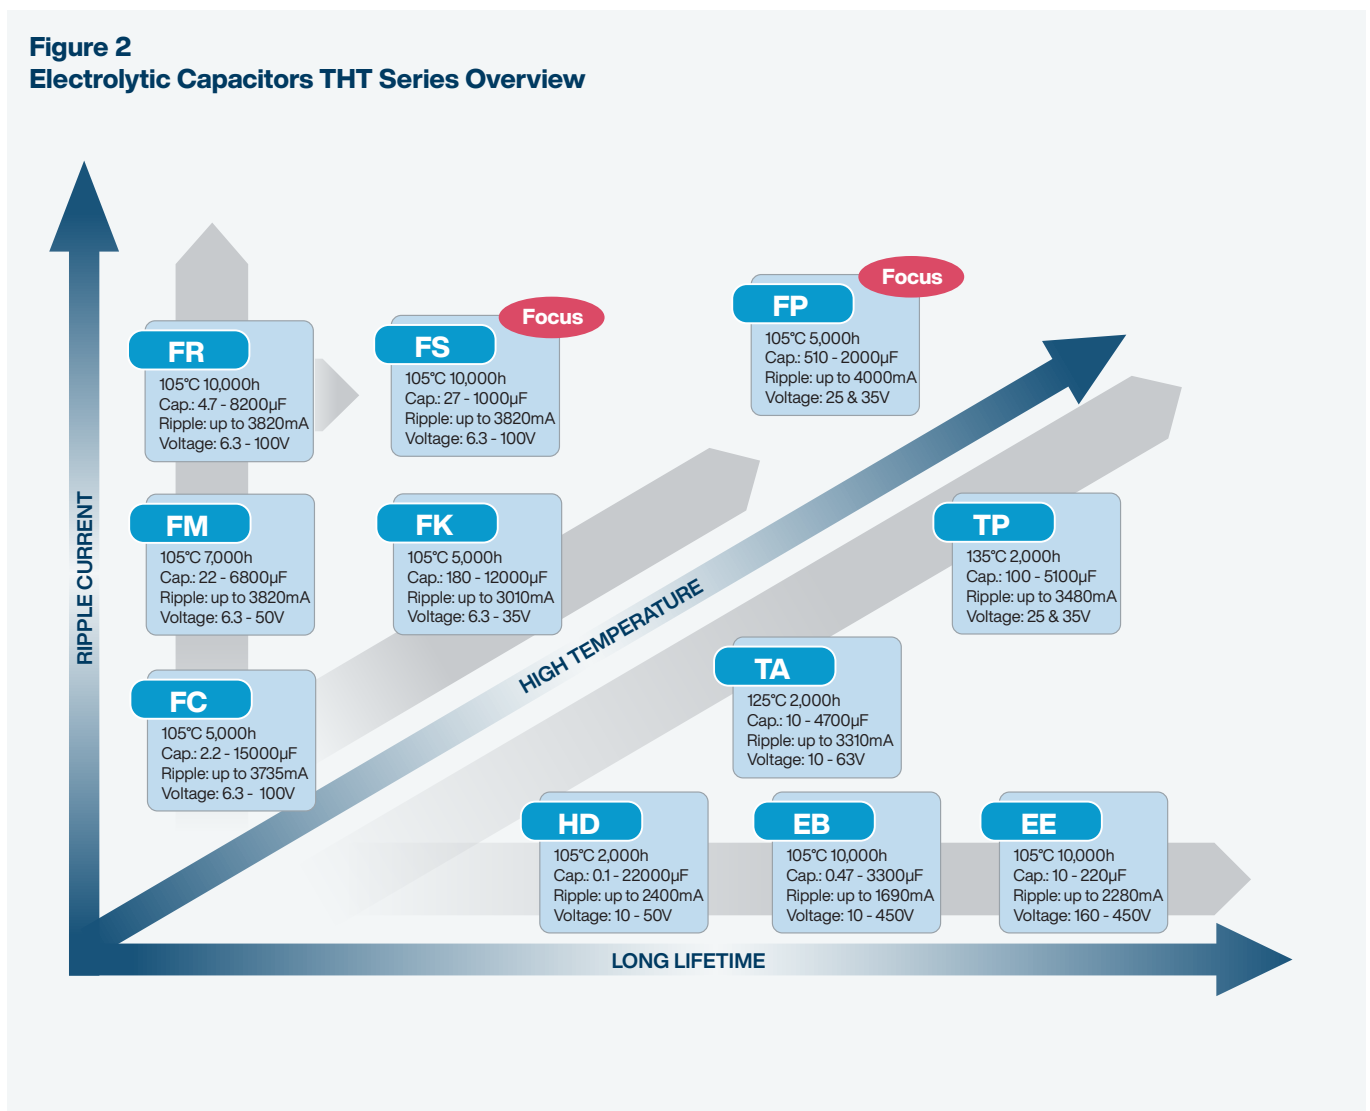 Figure 2
Electrolytic Capacitors THT Series Overview
RIPPLE CURRENT
HIGH TEMPERATURE
LONG LIFETIME
FR
105°C 10,000h
Cap.: 4.7 - 8200µF
Ripple: up to 3820mA
Voltage: 6.3 - 100V
Focus
FS
105°C 10,000h
Cap.: 27 - 1000µF
Ripple: up to 3820mA
Voltage: 6.3 - 100V
Focus
FP
105°C 5,000h
Cap.: 510 - 2000µF
Ripple: up to 4000mA
Voltage: 25 & 35V
FM
105°C 7,000h
Cap.: 22 - 6800µF
Ripple: up to 3820mA
Voltage: 6.3 - 50V
FK
105°C 5,000h
Cap.: 180 - 12000µF
Ripple: up to 3010mA
Voltage: 6.3 - 35V
TP
135°C 2,000h
Cap.: 100 - 5100µF
Ripple: up to 3480mA
Voltage: 25 & 35V
FC
105°C 5,000h
Cap.: 2.2 - 15000µF
Ripple: up to 3735mA
Voltage: 6.3 - 100V
TA
125°C 2,000h
Cap.: 10 - 4700µF
Ripple: up to 3310mA
Voltage: 10 - 63V
HD
105°C 2,000h
Cap.: 0.1 - 22000µF
Ripple: up to 2400mA
Voltage: 10 - 50V
EB
105°C 10,000h
Cap.: 0.47 - 3300µF
Ripple: up to 1690mA
Voltage: 10 - 450V
EE
105°C 10,000h
Cap.: 10 - 220µF
Ripple: up to 2280mA
Voltage: 160 - 450V